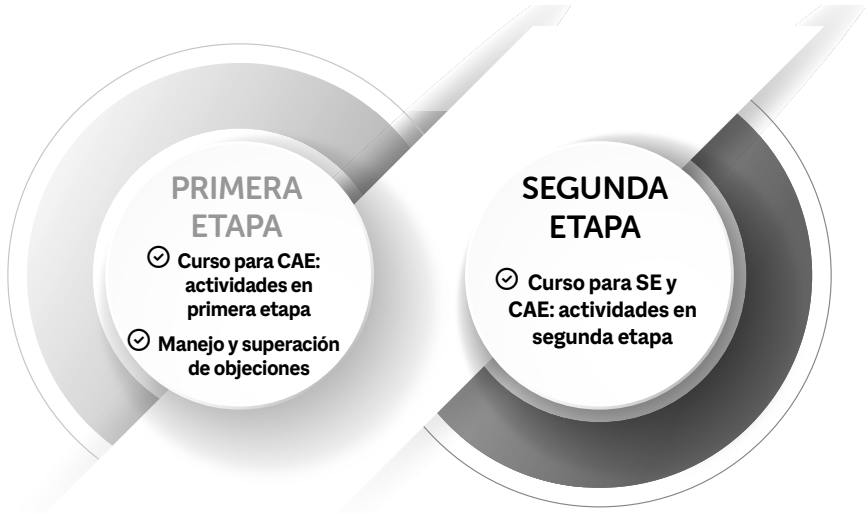 PRIMERA
ETAPA
Curso para CAE:
actividades en
primera etapa
Manejo y superación
de objeciones
SEGUNDA
ETAPA
Curso para SE y
CAE: actividades en
segunda etapa